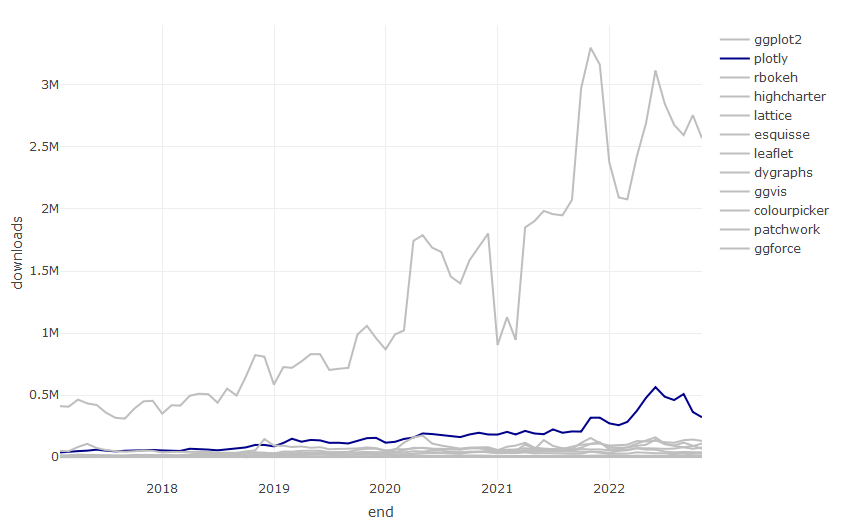 3M
2.5M
2M
1.5M
1M
0.5M
0
downloads
2018
2019
2020
2021
2022
end
ggplot2
plotly
rbokeh
highcharter
lattice
esquisse
leaflet
dygraphs
ggvis
colourpicker
patchwork
ggforce